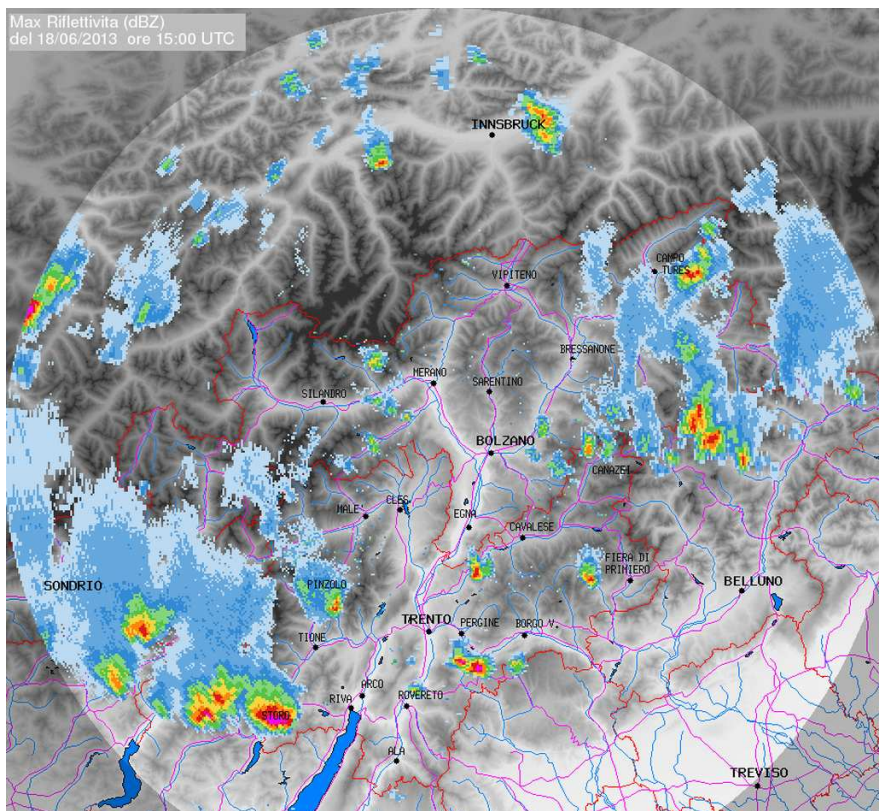 Max Riflettivita (dBZ)
del 18/06/2013 ore 15:00 UTC
INNSBRUCK
CAMPO
TURES
VIPITENO
BRESSANONE
MERANO
SARENTINO
SILANDRO
BOLZANO
CANAZEI
CLES
MALE'
EGNA
CAVALESE
FIERA DI
PRIMIERO
SONDRIO
PINZOLO
BELLUNO
TRENTO
PERGINE
BORGO V.
TIONE
ARCO
RIVA
ROVERETO
STORO
ALA
TREVISO